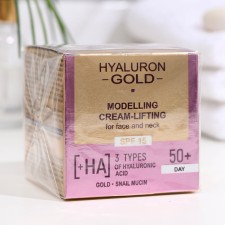 HYALURON
GOLD
MODELLING
CREAM-LIFTING
for face and neck
SPF 15
[+HA]
3 TYPES
OF HYALURONIC
ACID
50+
DAY
GOLD • SNAIL MUCIN